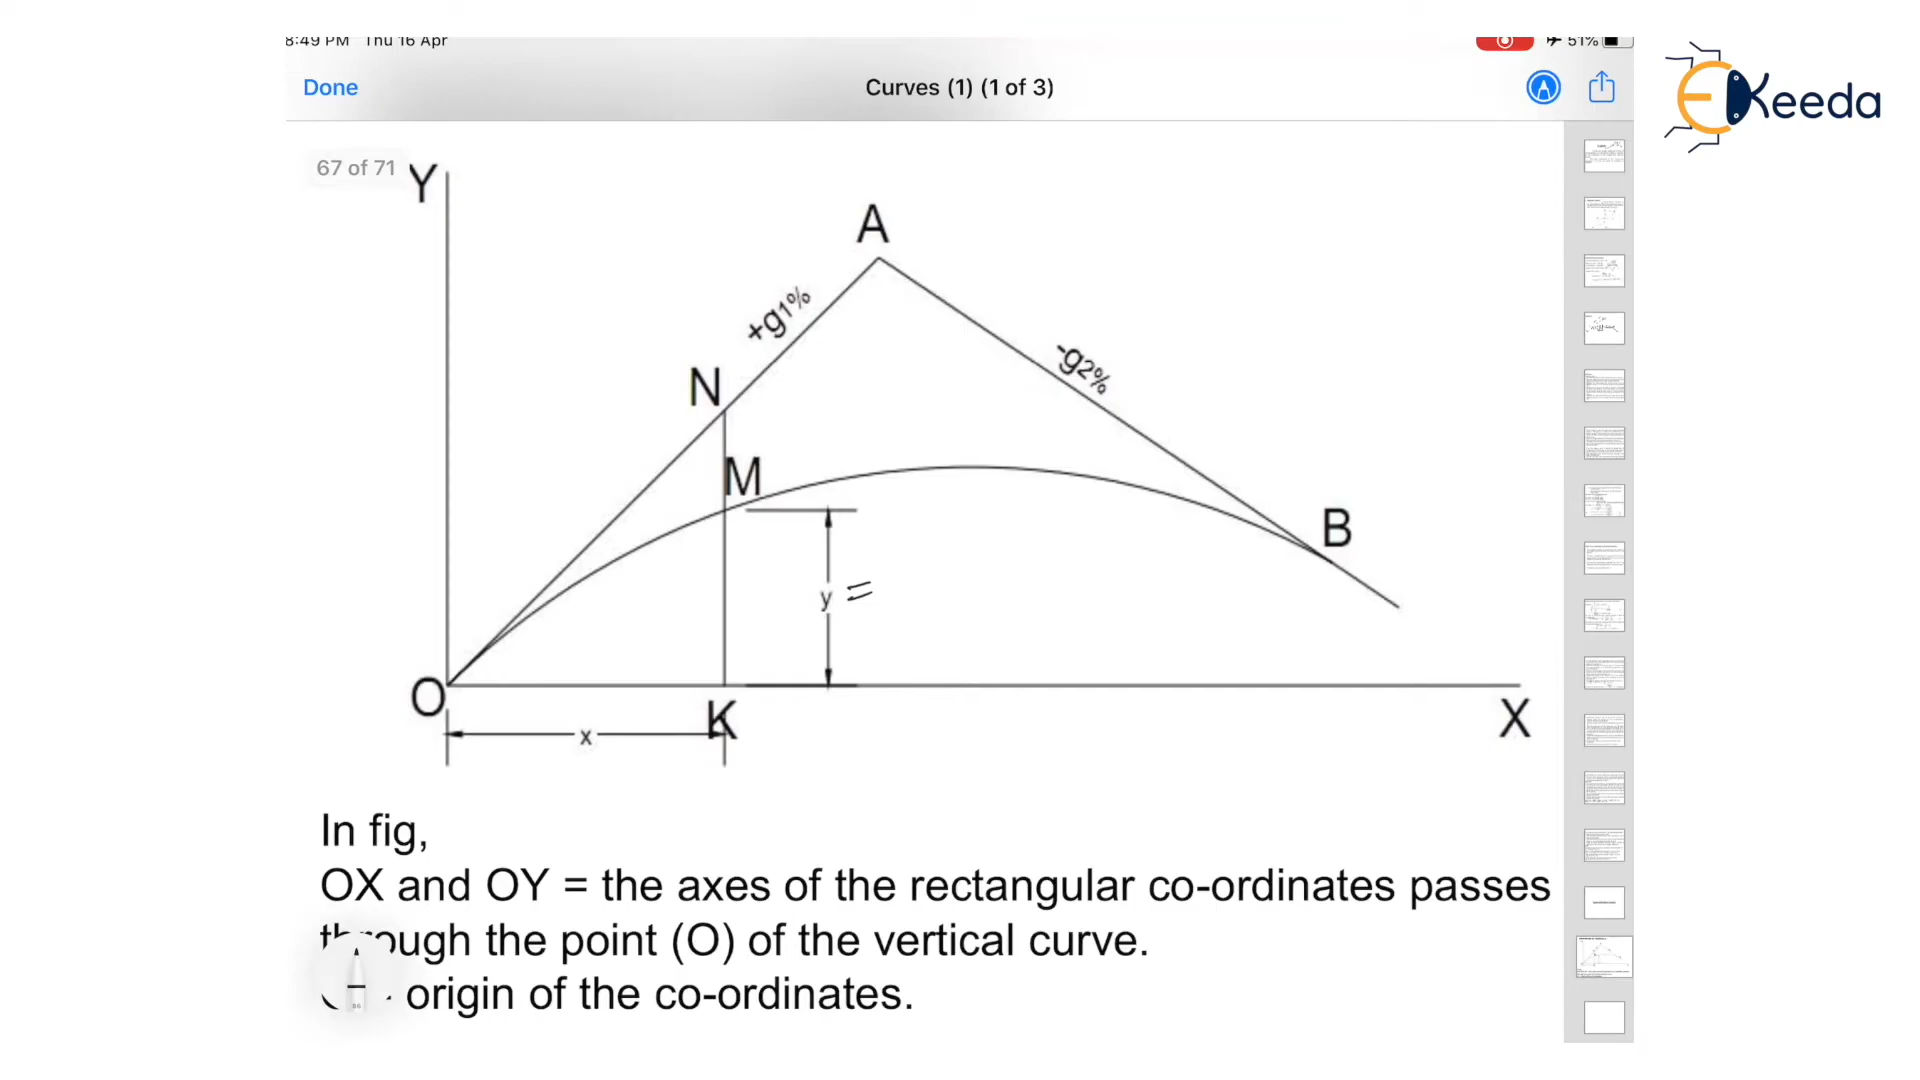 8:49 PM Thu 16 Apr
51%
Done
Curves (1) (1 of 3)
EKeeda
67 of 71
Y
A
+g1%
-g2%
N
M
B
y =
O
K
X
x
In fig,
OX and OY = the axes of the rectangular co-ordinates passes
through the point (O) of the vertical curve.
origin of the co-ordinates.